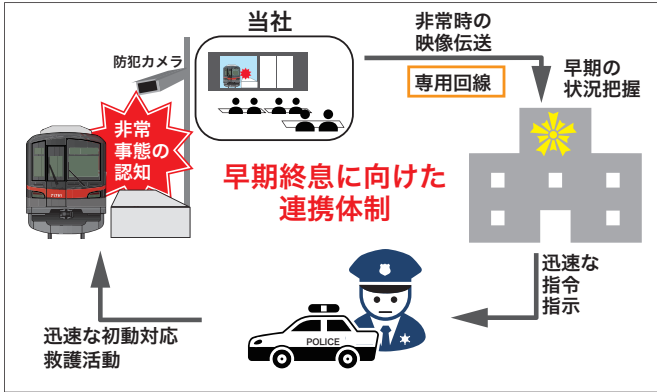 当社
非常時の
映像伝送
専用回線
早期の
状況把握
防犯カメラ
非常
事態の
認知
早期終息に向けた
連携体制
迅速な
指令
指示
POLICE
迅速な初動対応
救護活動